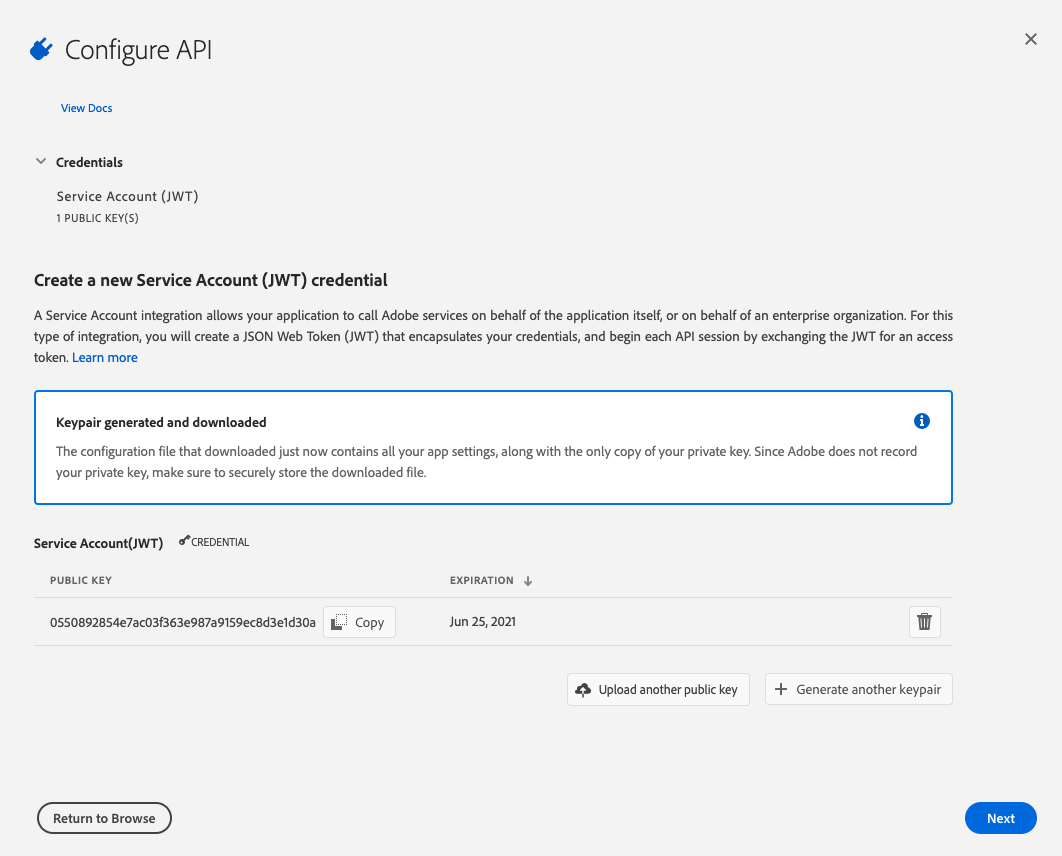 Configure API
View Docs
Credentials
Service Account (JWT)
1 PUBLIC KEY(S)
Create a new Service Account (JWT) credential
A Service Account integration allows your application to call Adobe services on behalf of the application itself, or on behalf of an enterprise organization. For this
type of integration, you will create a JSON Web Token (JWT) that encapsulates your credentials, and begin each API session by exchanging the JWT for an access
token. Learn more
Keypair generated and downloaded
The configuration file that downloaded just now contains all your app settings, along with the only copy of your private key. Since Adobe does not record
your private key, make sure to securely store the downloaded file.
Service Account(JWT) CREDENTIAL
PUBLIC KEY EXPIRATION
0550892854e7ac03f363e987a9159ec8d3e1d30a Copy Jun 25, 2021
Upload another public key Generate another keypair
Return to Browse Next